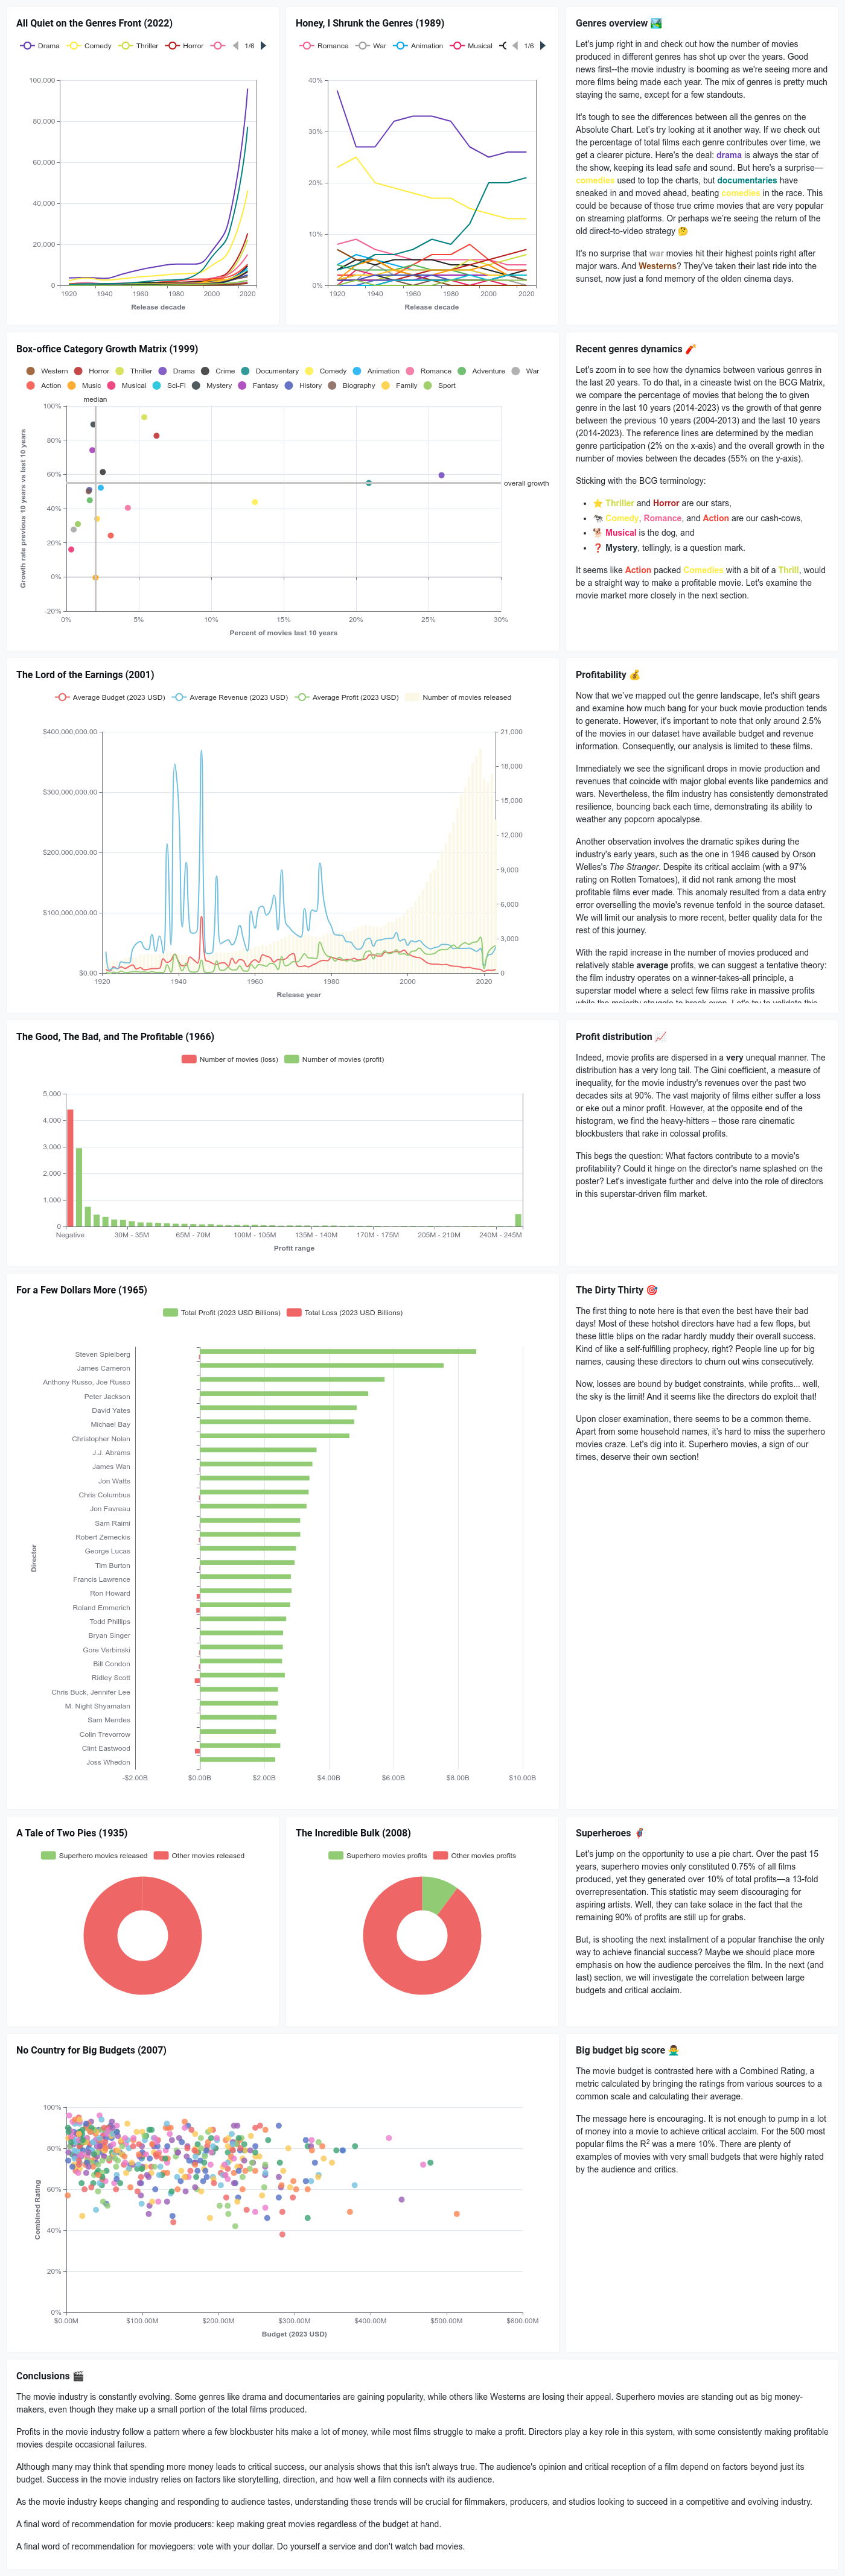 All Quiet on the Genres Front (2022)
Drama Comedy Thriller Horror 1/6
100,000
80,000
60,000
40,000
20,000
0
1920 1940 1960 1980 2000 2020
Release decade
Honey, I Shrunk the Genres (1989)
Romance War Animation Musical 1/6
40%
30%
20%
10%
0%
1920 1940 1960 1980 2000 2020
Release decade
Genres overview 🏞️
Let's jump right in and check out how the number of movies
produced in different genres has shot up over the years. Good
news first--the movie industry is booming as we're seeing more and
more films being made each year. The mix of genres is pretty much
staying the same, except for a few standouts.
It's tough to see the differences between all the genres on the
Absolute Chart. Let's try looking at it another way. If we check out
the percentage of total films each genre contributes over time, we
get a clearer picture. Here's the deal: drama is always the star of
the show, keeping its lead safe and sound. But here's a surprise—
comedies used to top the charts, but documentaries have
sneaked in and moved ahead, beating comedies in the race. This
could be because of those true crime movies that are very popular
on streaming platforms. Or perhaps we're seeing the return of the
old direct-to-video strategy 🤔
It's no surprise that war movies hit their highest points right after
major wars. And Westerns? They've taken their last ride into the
sunset, now just a fond memory of the olden cinema days.
Box-office Category Growth Matrix (1999)
Western Horror Thriller Drama Crime Documentary Comedy Animation Romance Adventure War
Action Music Musical Sci-Fi Mystery Fantasy History Biography Family Sport
median
100%
80%
60%
40%
20%
0%
-20%
overall growth
Growth rate previous 10 years vs last 10 years
0% 5% 10% 15% 20% 25% 30%
Percent of movies last 10 years
Recent genres dynamics 🧨
Let's zoom in to see how the dynamics between various genres in
the last 20 years. To do that, in a cineaste twist on the BCG Matrix,
we compare the percentage of movies that belong the to given
genre in the last 10 years (2014-2023) vs the growth of that genre
between the previous 10 years (2004-2013) and the last 10 years
(2014-2023). The reference lines are determined by the median
genre participation (2% on the x-axis) and the overall growth in the
number of movies between the decades (55% on the y-axis).
Sticking with the BCG terminology:
• ⭐ Thriller and Horror are our stars,
• 🐄 Comedy, Romance, and Action are our cash-cows,
• 🐕 Musical is the dog, and
• ❓ Mystery, tellingly, is a question mark.
It seems like Action packed Comedies with a bit of a Thrill, would
be a straight way to make a profitable movie. Let's examine the
movie market more closely in the next section.
The Lord of the Earnings (2001)
Average Budget (2023 USD) Average Revenue (2023 USD) Average Profit (2023 USD) Number of movies released
$400,000,000.00
$300,000,000.00
$200,000,000.00
$100,000,000.00
$0.00
21,000
18,000
15,000
12,000
9,000
6,000
3,000
0
1920 1940 1960 1980 2000 2020
Release year
Profitability 💰
Now that we've mapped out the genre landscape, let's shift gears
and examine how much bang for your buck movie production tends
to generate. However, it's important to note that only around 2.5%
of the movies in our dataset have available budget and revenue
information. Consequently, our analysis is limited to these films.
Immediately we see the significant drops in movie production and
revenues that coincide with major global events like pandemics and
wars. Nevertheless, the film industry has consistently demonstrated
resilience, bouncing back each time, demonstrating its ability to
weather any popcorn apocalypse.
Another observation involves the dramatic spikes during the
industry's early years, such as the one in 1946 caused by Orson
Welles's The Stranger. Despite its critical acclaim (with a 97%
rating on Rotten Tomatoes), it did not rank among the most
profitable films ever made. This anomaly resulted from a data entry
error overselling the movie's revenue tenfold in the source dataset.
We will limit our analysis to more recent, better quality data for the
rest of this journey.
With the rapid increase in the number of movies produced and
relatively stable average profits, we can suggest a tentative theory:
the film industry operates on a winner-takes-all principle, a
superstar model where a select few films rake in massive profits
while the majority struggle to break even. Let's try to validate this
The Good, The Bad, and The Profitable (1966)
Number of movies (loss) Number of movies (profit)
5,000
4,000
3,000
2,000
1,000
0
Negative 30M - 35M 65M - 70M 100M - 105M 135M - 140M 170M - 175M 205M - 210M 240M - 245M
Profit range
Profit distribution 📈
Indeed, movie profits are dispersed in a very unequal manner. The
distribution has a very long tail. The Gini coefficient, a measure of
inequality, for the movie industry's revenues over the past two
decades sits at 90%. The vast majority of films either suffer a loss
or eke out a minor profit. However, at the opposite end of the
histogram, we find the heavy-hitters – those rare cinematic
blockbusters that rake in colossal profits.
This begs the question: What factors contribute to a movie's
profitability? Could it hinge on the director's name splashed on the
poster? Let's investigate further and delve into the role of directors
in this superstar-driven film market.
For a Few Dollars More (1965)
Total Profit (2023 USD Billions) Total Loss (2023 USD Billions)
Director
Steven Spielberg
James Cameron
Anthony Russo, Joe Russo
Peter Jackson
David Yates
Michael Bay
Christopher Nolan
J.J. Abrams
James Wan
Jon Watts
Chris Columbus
Jon Favreau
Sam Raimi
Robert Zemeckis
George Lucas
Tim Burton
Francis Lawrence
Ron Howard
Roland Emmerich
Todd Phillips
Bryan Singer
Gore Verbinski
Bill Condon
Ridley Scott
Chris Buck, Jennifer Lee
M. Night Shyamalan
Sam Mendes
Colin Trevorrow
Clint Eastwood
Joss Whedon
-$2.00B $0.00B $2.00B $4.00B $6.00B $8.00B $10.00B
The Dirty Thirty 🎯
The first thing to note here is that even the best have their bad
days! Most of these hotshot directors have had a few flops, but
these little blips on the radar hardly muddy their overall success.
Kind of like a self-fulfilling prophecy, right? People line up for big
names, causing these directors to churn out wins consecutively.
Now, losses are bound by budget constraints, while profits... well,
the sky is the limit! And it seems like the directors do exploit that!
Upon closer examination, there seems to be a common theme.
Apart from some household names, it's hard to miss the superhero
movies craze. Let's dig into it. Superhero movies, a sign of our
times, deserve their own section!
A Tale of Two Pies (1935)
Superhero movies released Other movies released
The Incredible Bulk (2008)
Superhero movies profits Other movies profits
Superheroes 🦸
Let's jump on the opportunity to use a pie chart. Over the past 15
years, superhero movies only constituted 0.75% of all films
produced, yet they generated over 10% of total profits—a 13-fold
overrepresentation. This statistic may seem discouraging for
aspiring artists. Well, they can take solace in the fact that the
remaining 90% of profits are still up for grabs.
But, is shooting the next installment of a popular franchise the only
way to achieve financial success? Maybe we should place more
emphasis on how the audience perceives the film. In the next (and
last) section, we will investigate the correlation between large
budgets and critical acclaim.
No Country for Big Budgets (2007)
100%
80%
60%
40%
20%
0%
Combined Rating
$0.00M $100.00M $200.00M $300.00M $400.00M $500.00M $600.00M
Budget (2023 USD)
Big budget big score 🙅‍♂️
The movie budget is contrasted here with a Combined Rating, a
metric calculated by bringing the ratings from various sources to a
common scale and calculating their average.
The message here is encouraging. It is not enough to pump in a lot
of money into a movie to achieve critical acclaim. For the 500 most
popular films the R² was a mere 10%. There are plenty of
examples of movies with very small budgets that were highly rated
by the audience and critics.
Conclusions 🎬
The movie industry is constantly evolving. Some genres like drama and documentaries are gaining popularity, while others like Westerns are losing their appeal. Superhero movies are standing out as big money-
makers, even though they make up a small portion of the total films produced.
Profits in the movie industry follow a pattern where a few blockbuster hits make a lot of money, while most films struggle to make a profit. Directors play a key role in this system, with some consistently making profitable
movies despite occasional failures.
Although many may think that spending more money leads to critical success, our analysis shows that this isn't always true. The audience's opinion and critical reception of a film depend on factors beyond just its
budget. Success in the movie industry relies on factors like storytelling, direction, and how well a film connects with its audience.
As the movie industry keeps changing and responding to audience tastes, understanding these trends will be crucial for filmmakers, producers, and studios looking to succeed in a competitive and evolving industry.
A final word of recommendation for movie producers: keep making great movies regardless of the budget at hand.
A final word of recommendation for moviegoers: vote with your dollar. Do yourself a service and don't watch bad movies.